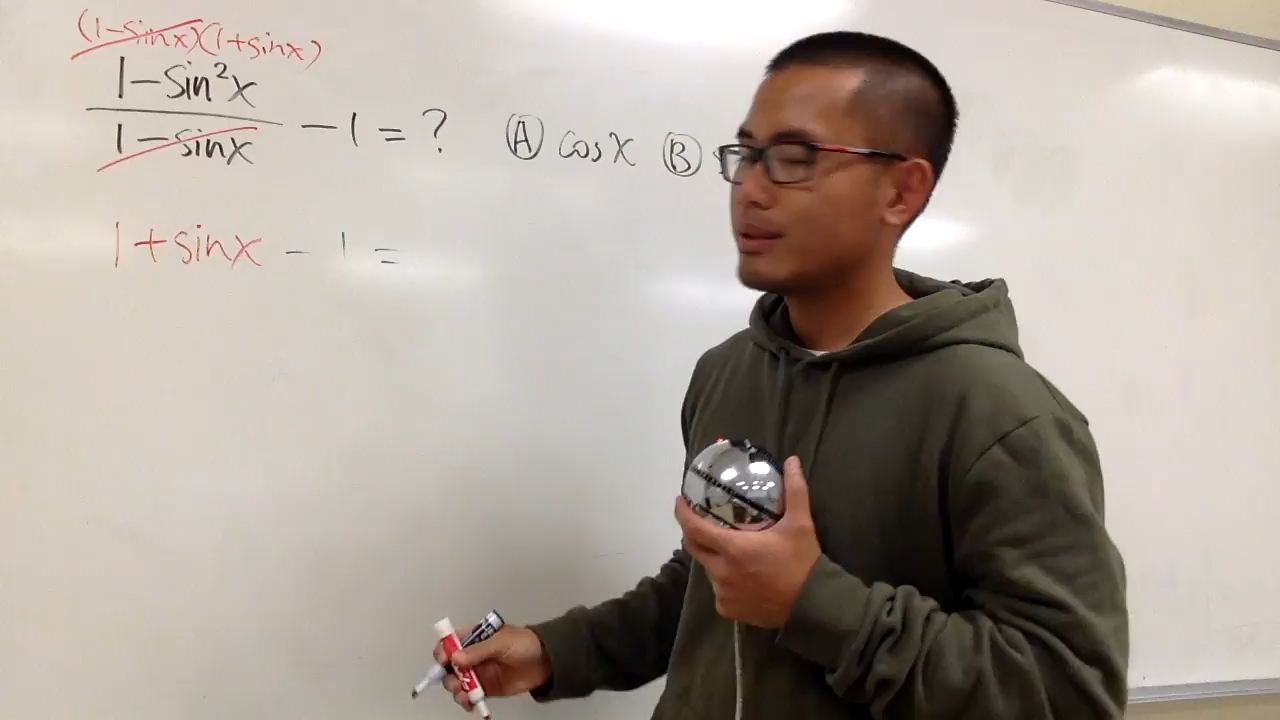 (1-sinx)(1+sinx)
1-sin²x
1-sinx
-1 = ? Ⓐ cosx Ⓑ
1+sinx - 1 =